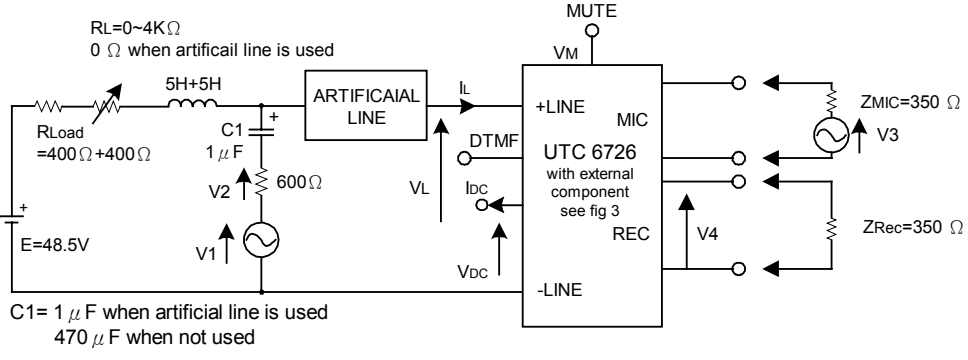 MUTE
VM
RL=0~4KΩ
0 Ω when artificail line is used
5H+5H
ARTIFICAIAL
LINE
IL
+LINE
MIC
ZMIC=350 Ω
V3
RLoad
=400Ω+400Ω
+
C1
1μF
DTMF
UTC 6726
with external
component
see fig 3
V2
600Ω
VL
IDC
REC
V4
ZRec=350 Ω
+
E=48.5V
V1
VDC
-LINE
C1= 1 μF when artificial line is used
470 μF when not used